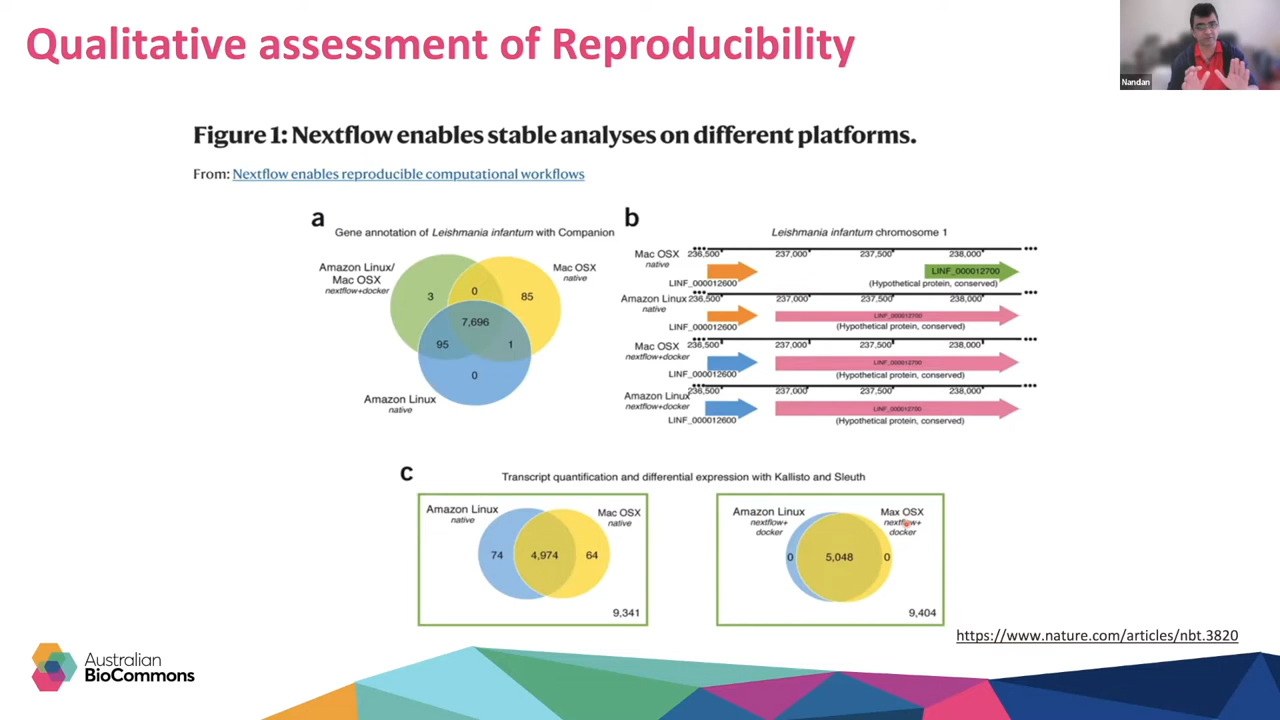 Qualitative assessment of Reproducibility
Nandan
Figure 1: Nextflow enables stable analyses on different platforms.
From: Nextflow enables reproducible computational workflows
a
Gene annotation of Leishmania infantum with Companion
Amazon Linux/
Mac OSX
nextflow+docker
Mac OSX
native
3
0
85
7,696
95
1
0
Amazon Linux
native
b
Leishmania infantum chromosome 1
Mac OSX
native
236,500
237,000
237,500
238,000
LINF_000012600
LINF_000012700
(Hypothetical protein, conserved)
Amazon Linux
native
236,500
237,000
237,500
238,000
LINF_000012600
LINF_000012700
(Hypothetical protein, conserved)
Mac OSX
nextflow+docker
236,500
237,000
237,500
238,000
LINF_000012600
LINF_000012700
(Hypothetical protein, conserved)
Amazon Linux
nextflow+docker
236,500
237,000
237,500
238,000
LINF_000012600
LINF_000012700
(Hypothetical protein, conserved)
c
Transcript quantification and differential expression with Kallisto and Sleuth
Amazon Linux
native
Mac OSX
native
74
4,974
64
9,341
Amazon Linux
nextflow+
docker
Max OSX
nextflow+
docker
0
5,048
0
9,404
https://www.nature.com/articles/nbt.3820
Australian
BioCommons